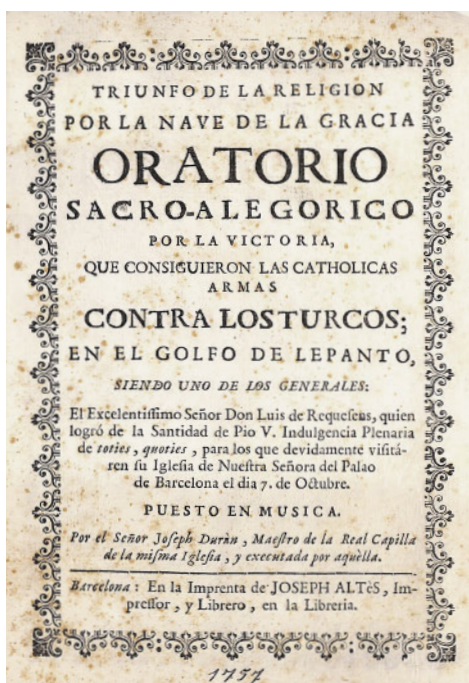 TRIUNFO DE LA RELIGION
POR LA NAVE DE LA GRACIA
ORATORIO
SACRO-ALEGORICO
POR LA VICTORIA,
QUE CONSIGUIERON LAS CATHOLICAS
ARMAS
CONTRA LOS TURCOS;
EN EL GOLFO DE LEPANTO,
SIENDO UNO DE LOS GENERALES:
El Excelentissimo Señor Don Luis de Requesens, quien
logrò de la Santidad de Pio V. Indulgencia Plenaria
de toties, quoties, para los que devidamente visitá-
ren su Iglesia de Nuestra Señora del Palao
de Barcelona el dia 7. de Octubre.
PUESTO EN MUSICA.
Por el Señor Joseph Duràn, Maestro de la Real Capilla
de la misma Iglesia, y executada por aquella.
Barcelona: En la Imprenta de JOSEPH ALTéS, Im-
pressor, y Librero, en la Libreria.
1757